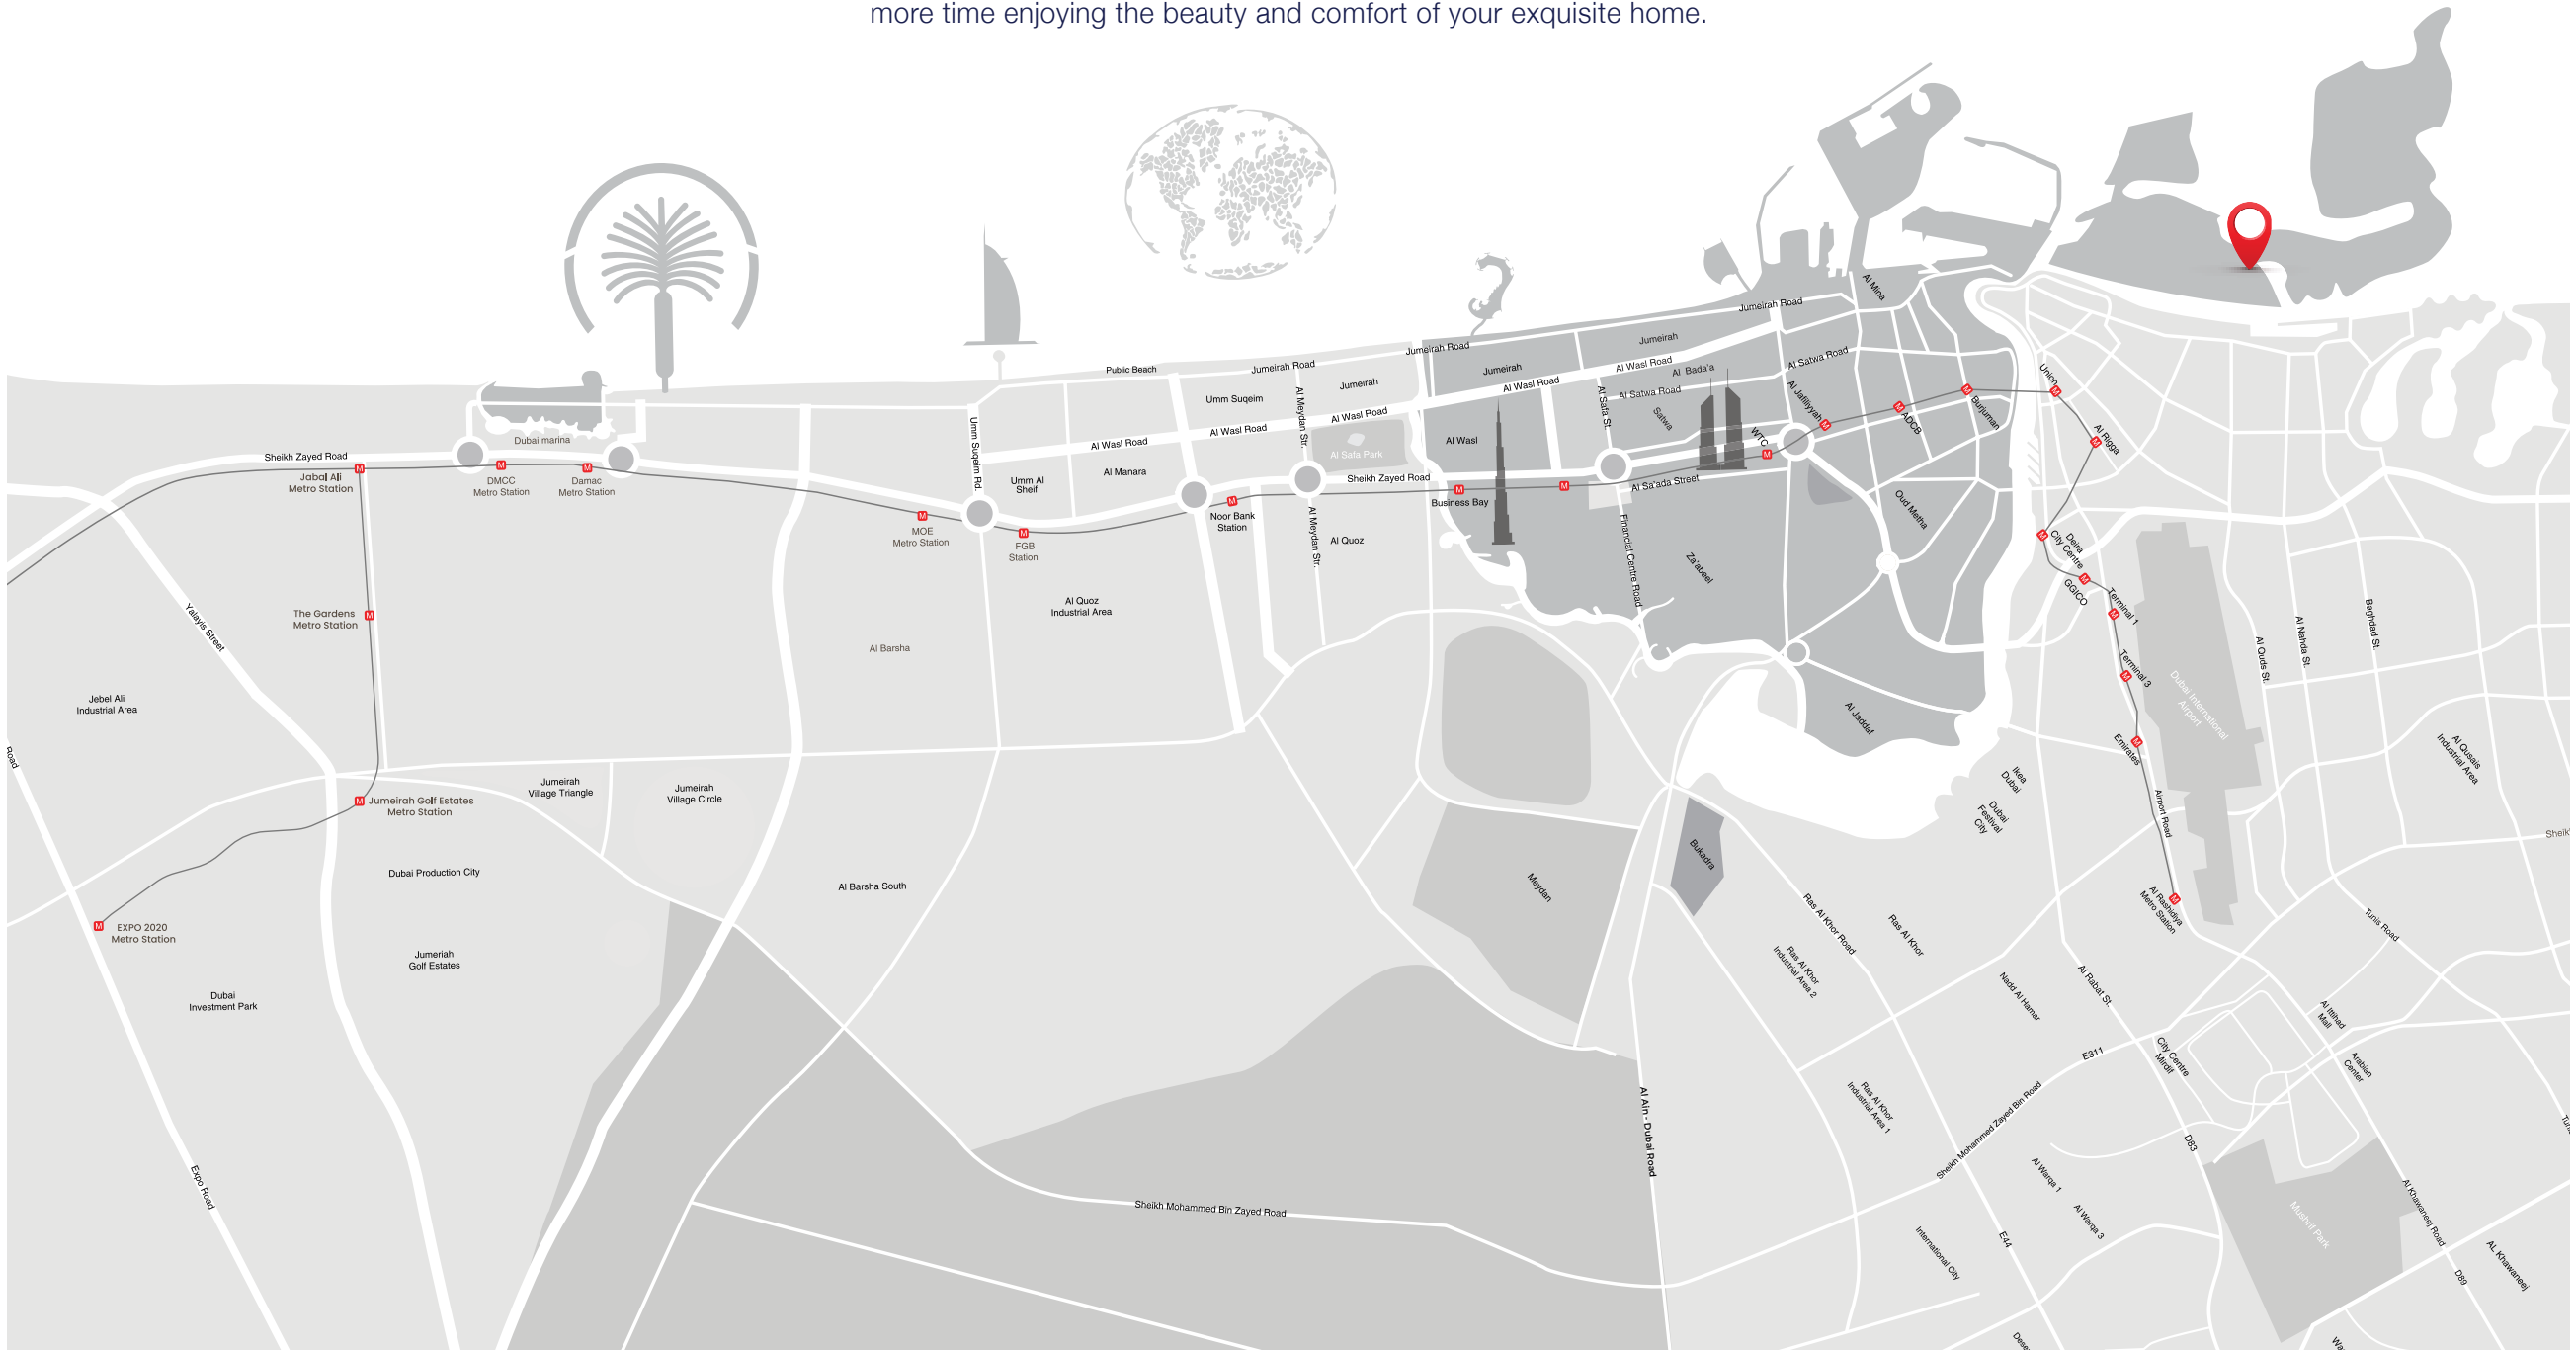 more time enjoying the beauty and comfort of your exquisite home.
Al Mina
Jumeirah Road
Jumeirah
Jumeirah Road
Jumeirah Road
Public Beach
Jumeirah
Jumeirah
Al Wasl Road
Al Bada'a
Al Satwa Road
Al Satwa Road
Al Wasl Road
Al Wasl Road
Al Wasl Road
Al Wasl Road
Umm Suqeim
Al Meydan Str.
Al Safa St.
Satwa
Al Jafiliyyah
WTC
ADCB
Burjuman
Union
Al Rigga
Dubai marina
Sheikh Zayed Road
Jabal Ali
Metro Station
DMCC
Metro Station
Damac
Metro Station
Umm Suqeim Rd.
Umm Al
Sheif
Al Manara
Al Safa Park
Al Wasl
Sheikh Zayed Road
Business Bay
Al Sa'ada Street
MOE
Metro Station
FGB
Station
Noor Bank
Station
Al Meydan Str.
Al Quoz
Financial Centre Road
Za'abeel
Oud Metha
Deira
City Centre
GGICO
Terminal 1
Terminal 3
Emirates
Dubai International
Airport
Al Quds St.
Al Nahda St.
Baghdad St.
Al Qusais
Industrial Area
The Gardens
Metro Station
Yalayis Street
Al Quoz
Industrial Area
Al Barsha
Jebel Ali
Industrial Area
Road
Al Jaddaf
Ikea
Dubai
Dubai
Festival
City
Airport Road
Jumeirah
Village Triangle
Jumeirah
Village Circle
Jumeirah Golf Estates
Metro Station
Dubai Production City
Al Barsha South
Meydan
Bukadra
Al Rashidiya
Metro Station
Ras Al Khor Road
Ras Al Khor
Ras Al Khor
Industrial Area 2
Nadd Al Hamar
Al Rabat St.
Tunis Road
EXPO 2020
Metro Station
Jumeriah
Golf Estates
Dubai
Investment Park
Al Ittihad
Mall
City Centre
Mirdif
Arabian
Center
E311
Ras Al Khor
Industrial Area 1
Al Ain - Dubai Road
Sheikh Mohammed Zayed Bin Road
D83
Al Warqa 1
Al Warqa 3
Expo Road
Sheikh Mohammed Bin Zayed Road
International City
E44
Mushrif Park
Al Khawaneej Road
D89
AL Khawaneej